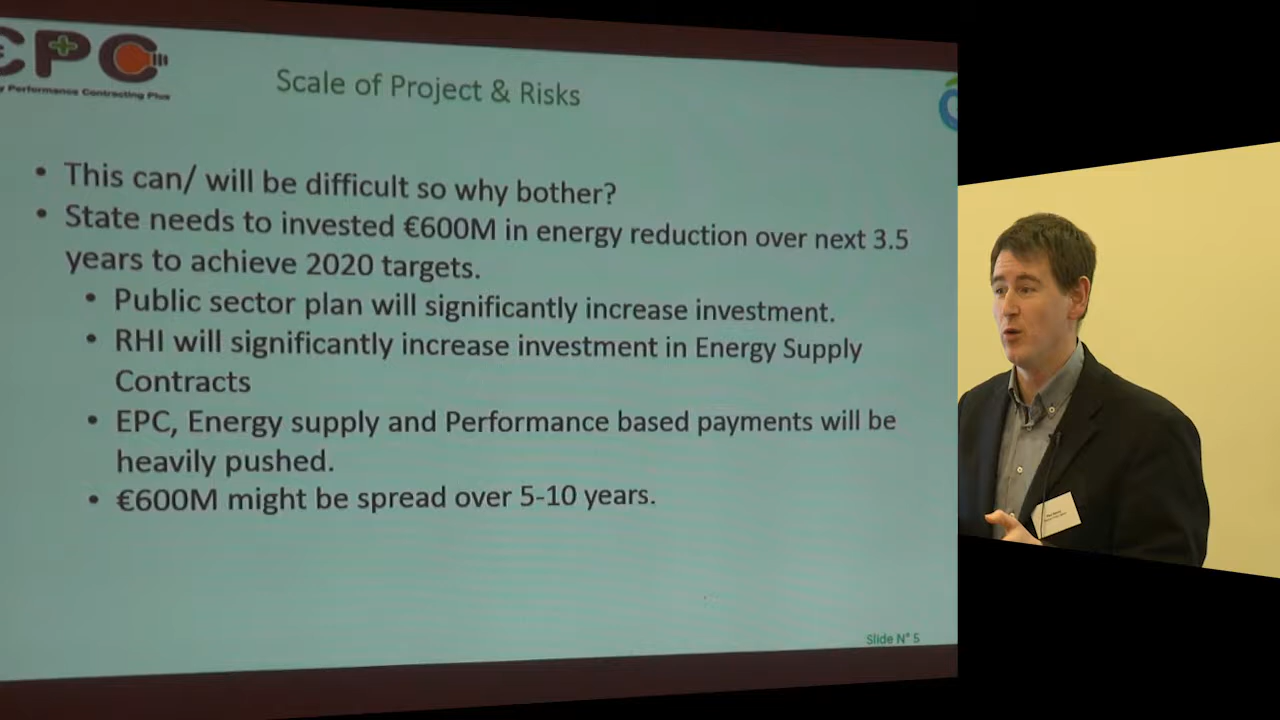 EPC
y Performance Contracting Plus
Scale of Project & Risks
• This can/ will be difficult so why bother?
• State needs to invested €600M in energy reduction over next 3.5
years to achieve 2020 targets.
• Public sector plan will significantly increase investment.
• RHI will significantly increase investment in Energy Supply
Contracts
• EPC, Energy supply and Performance based payments will be
heavily pushed.
• €600M might be spread over 5-10 years.
Slide N° 5